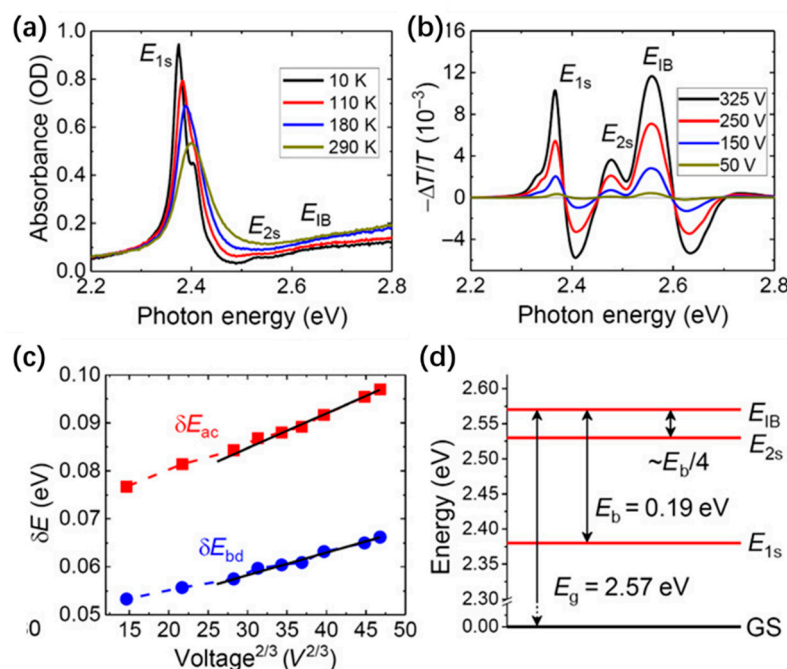 (a)
1.0
0.8
0.6
0.4
0.2
0.0
Absorbance (OD)
E1s
10 K
110 K
180 K
290 K
E2s
EIB
2.2 2.4 2.6 2.8
Photon energy (eV)
(b)
16
12
8
4
0
−4
−ΔT/T (10−3)
E1s
E2s
EIB
325 V
250 V
150 V
50 V
2.2 2.4 2.6 2.8
Photon energy (eV)
(c)
0.10
0.09
0.08
0.07
0.06
0.05
δE (eV)
δEac
δEbd
15 20 25 30 35 40 45 50
Voltage2/3 (V2/3)
(d)
2.60
2.55
2.50
2.45
2.40
2.35
2.30
0.00
Energy (eV)
EIB
E2s
~Eb/4
Eb = 0.19 eV
E1s
Eg = 2.57 eV
GS